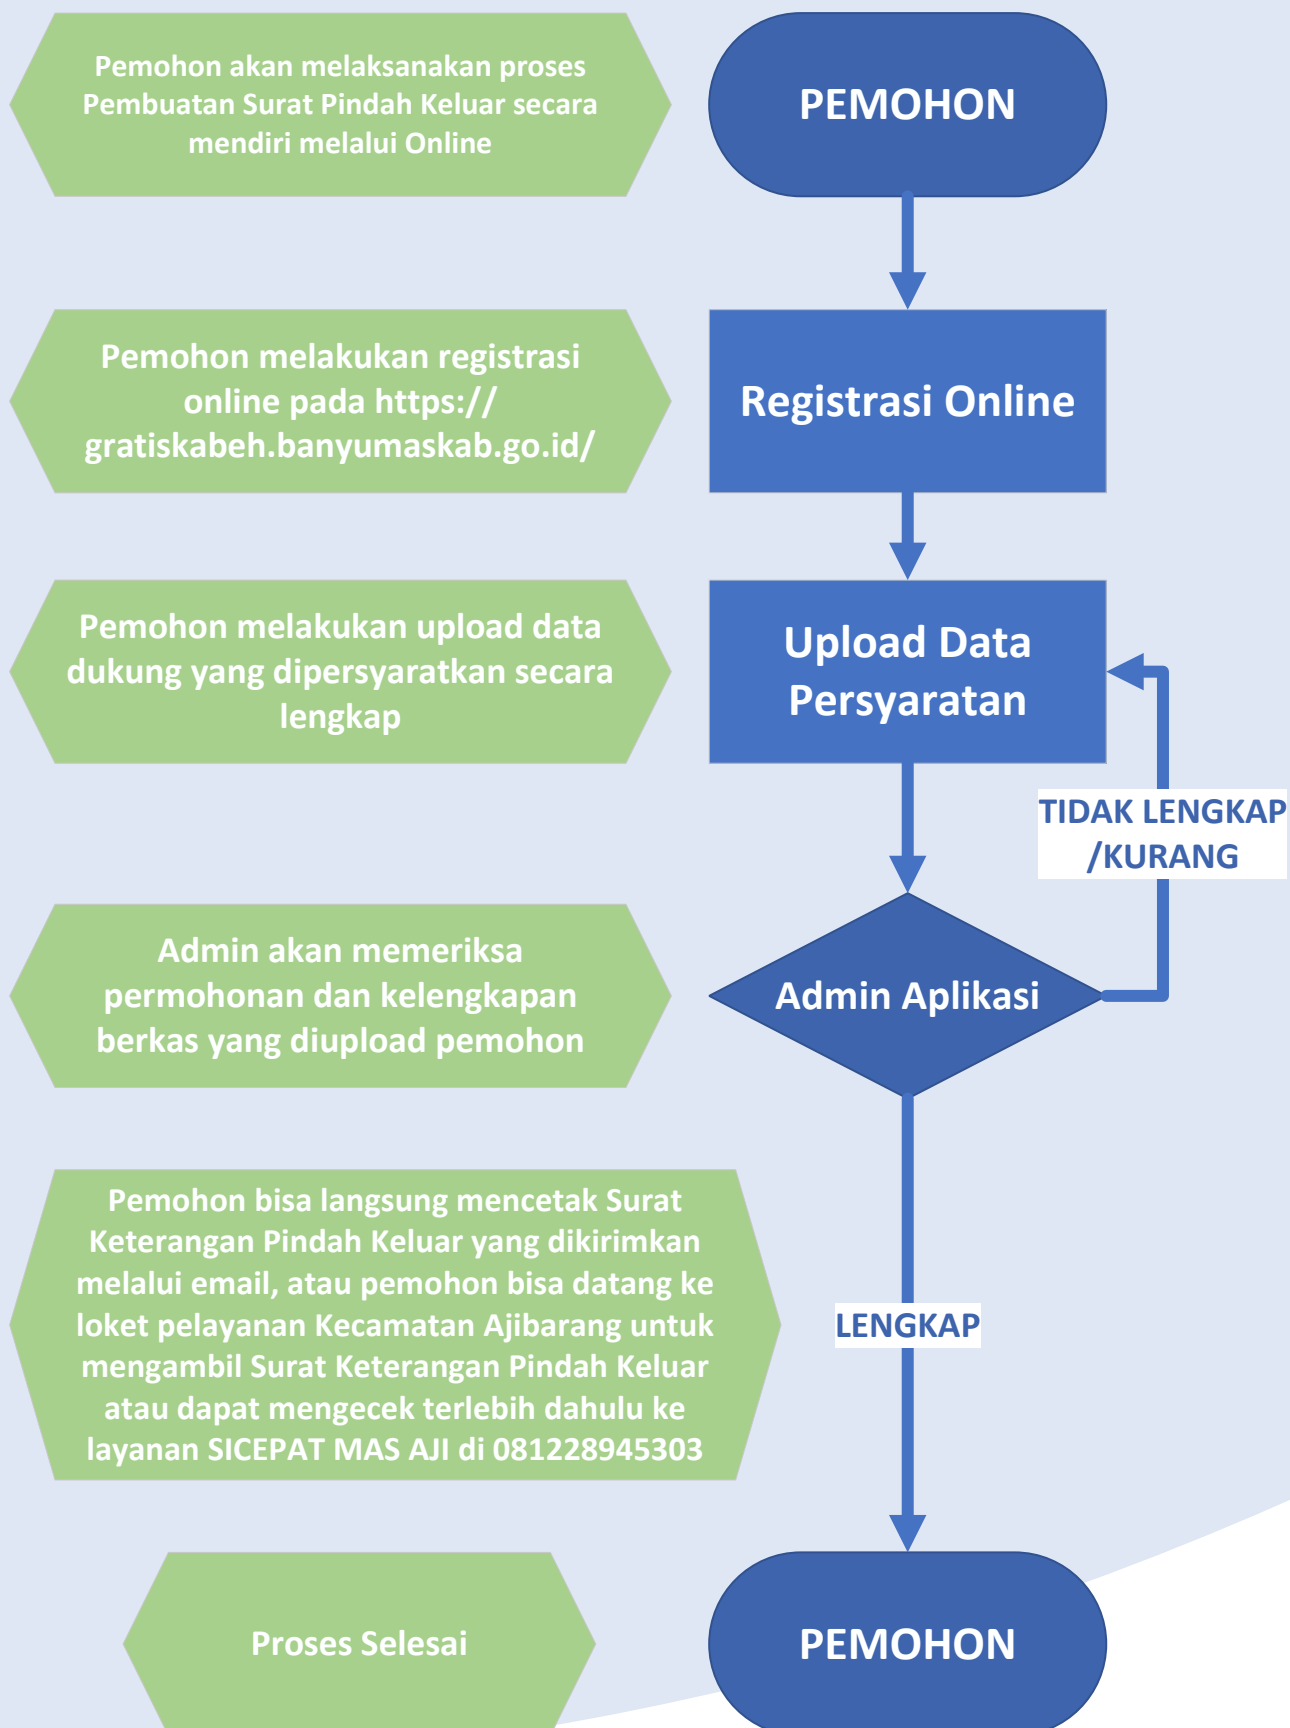 Pemohon akan melaksanakan proses
Pembuatan Surat Pindah Keluar secara
mendiri melalui Online
PEMOHON
Pemohon melakukan registrasi
online pada https://
gratiskabeh.banyumaskab.go.id/
Registrasi Online
Pemohon melakukan upload data
dukung yang dipersyaratkan secara
lengkap
Upload Data
Persyaratan
TIDAK LENGKAP
/KURANG
Admin akan memeriksa
permohonan dan kelengkapan
berkas yang diupload pemohon
Admin Aplikasi
Pemohon bisa langsung mencetak Surat
Keterangan Pindah Keluar yang dikirimkan
melalui email, atau pemohon bisa datang ke
loket pelayanan Kecamatan Ajibarang untuk
mengambil Surat Keterangan Pindah Keluar
atau dapat mengecek terlebih dahulu ke
layanan SICEPAT MAS AJI di 081228945303
LENGKAP
Proses Selesai
PEMOHON